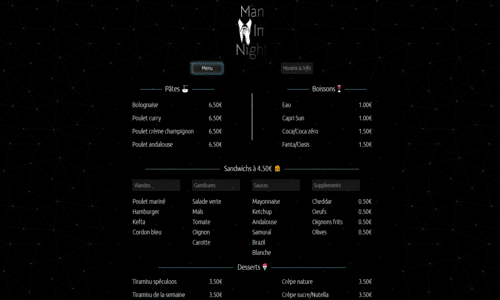 Man
In
Night
Menu
Horaire & Info
Pâtes
Bolognaise 6.50€
Poulet curry 6.50€
Poulet crème champignon 6.50€
Poulet andalouse 6.50€
Boissons
Eau 1.00€
Capri Sun 1.00€
Coca/Coca zéro 1.50€
Fanta/Oasis 1.50€
Sandwichs à 4.50€
Viandes
Poulet mariné
Hamburger
Kefta
Cordon bleu
Garnitures
Salade verte
Maïs
Tomate
Oignon
Carotte
Sauces
Mayonnaise
Ketchup
Andalouse
Samuraï
Brazil
Blanche
Supplements
Cheddar 0.50€
Oeufs 0.50€
Oignons frits 0.50€
Olives 0.50€
Desserts
Tiramisu spéculoos 3.50€
Tiramisu de la semaine 3.50€
Crêpe nature 3.50€
Crêpe sucre/Nutella 3.50€